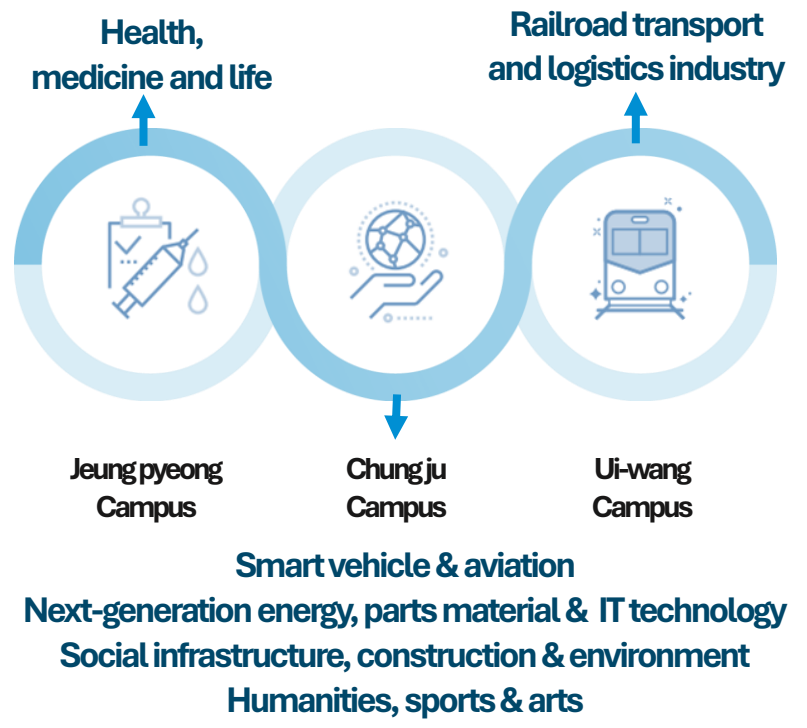 Health,
medicine and life
Railroad transport
and logistics industry
Jeung pyeong
Campus
Chung ju
Campus
Ui-wang
Campus
Smart vehicle & aviation
Next-generation energy, parts material & IT technology
Social infrastructure, construction & environment
Humanities, sports & arts